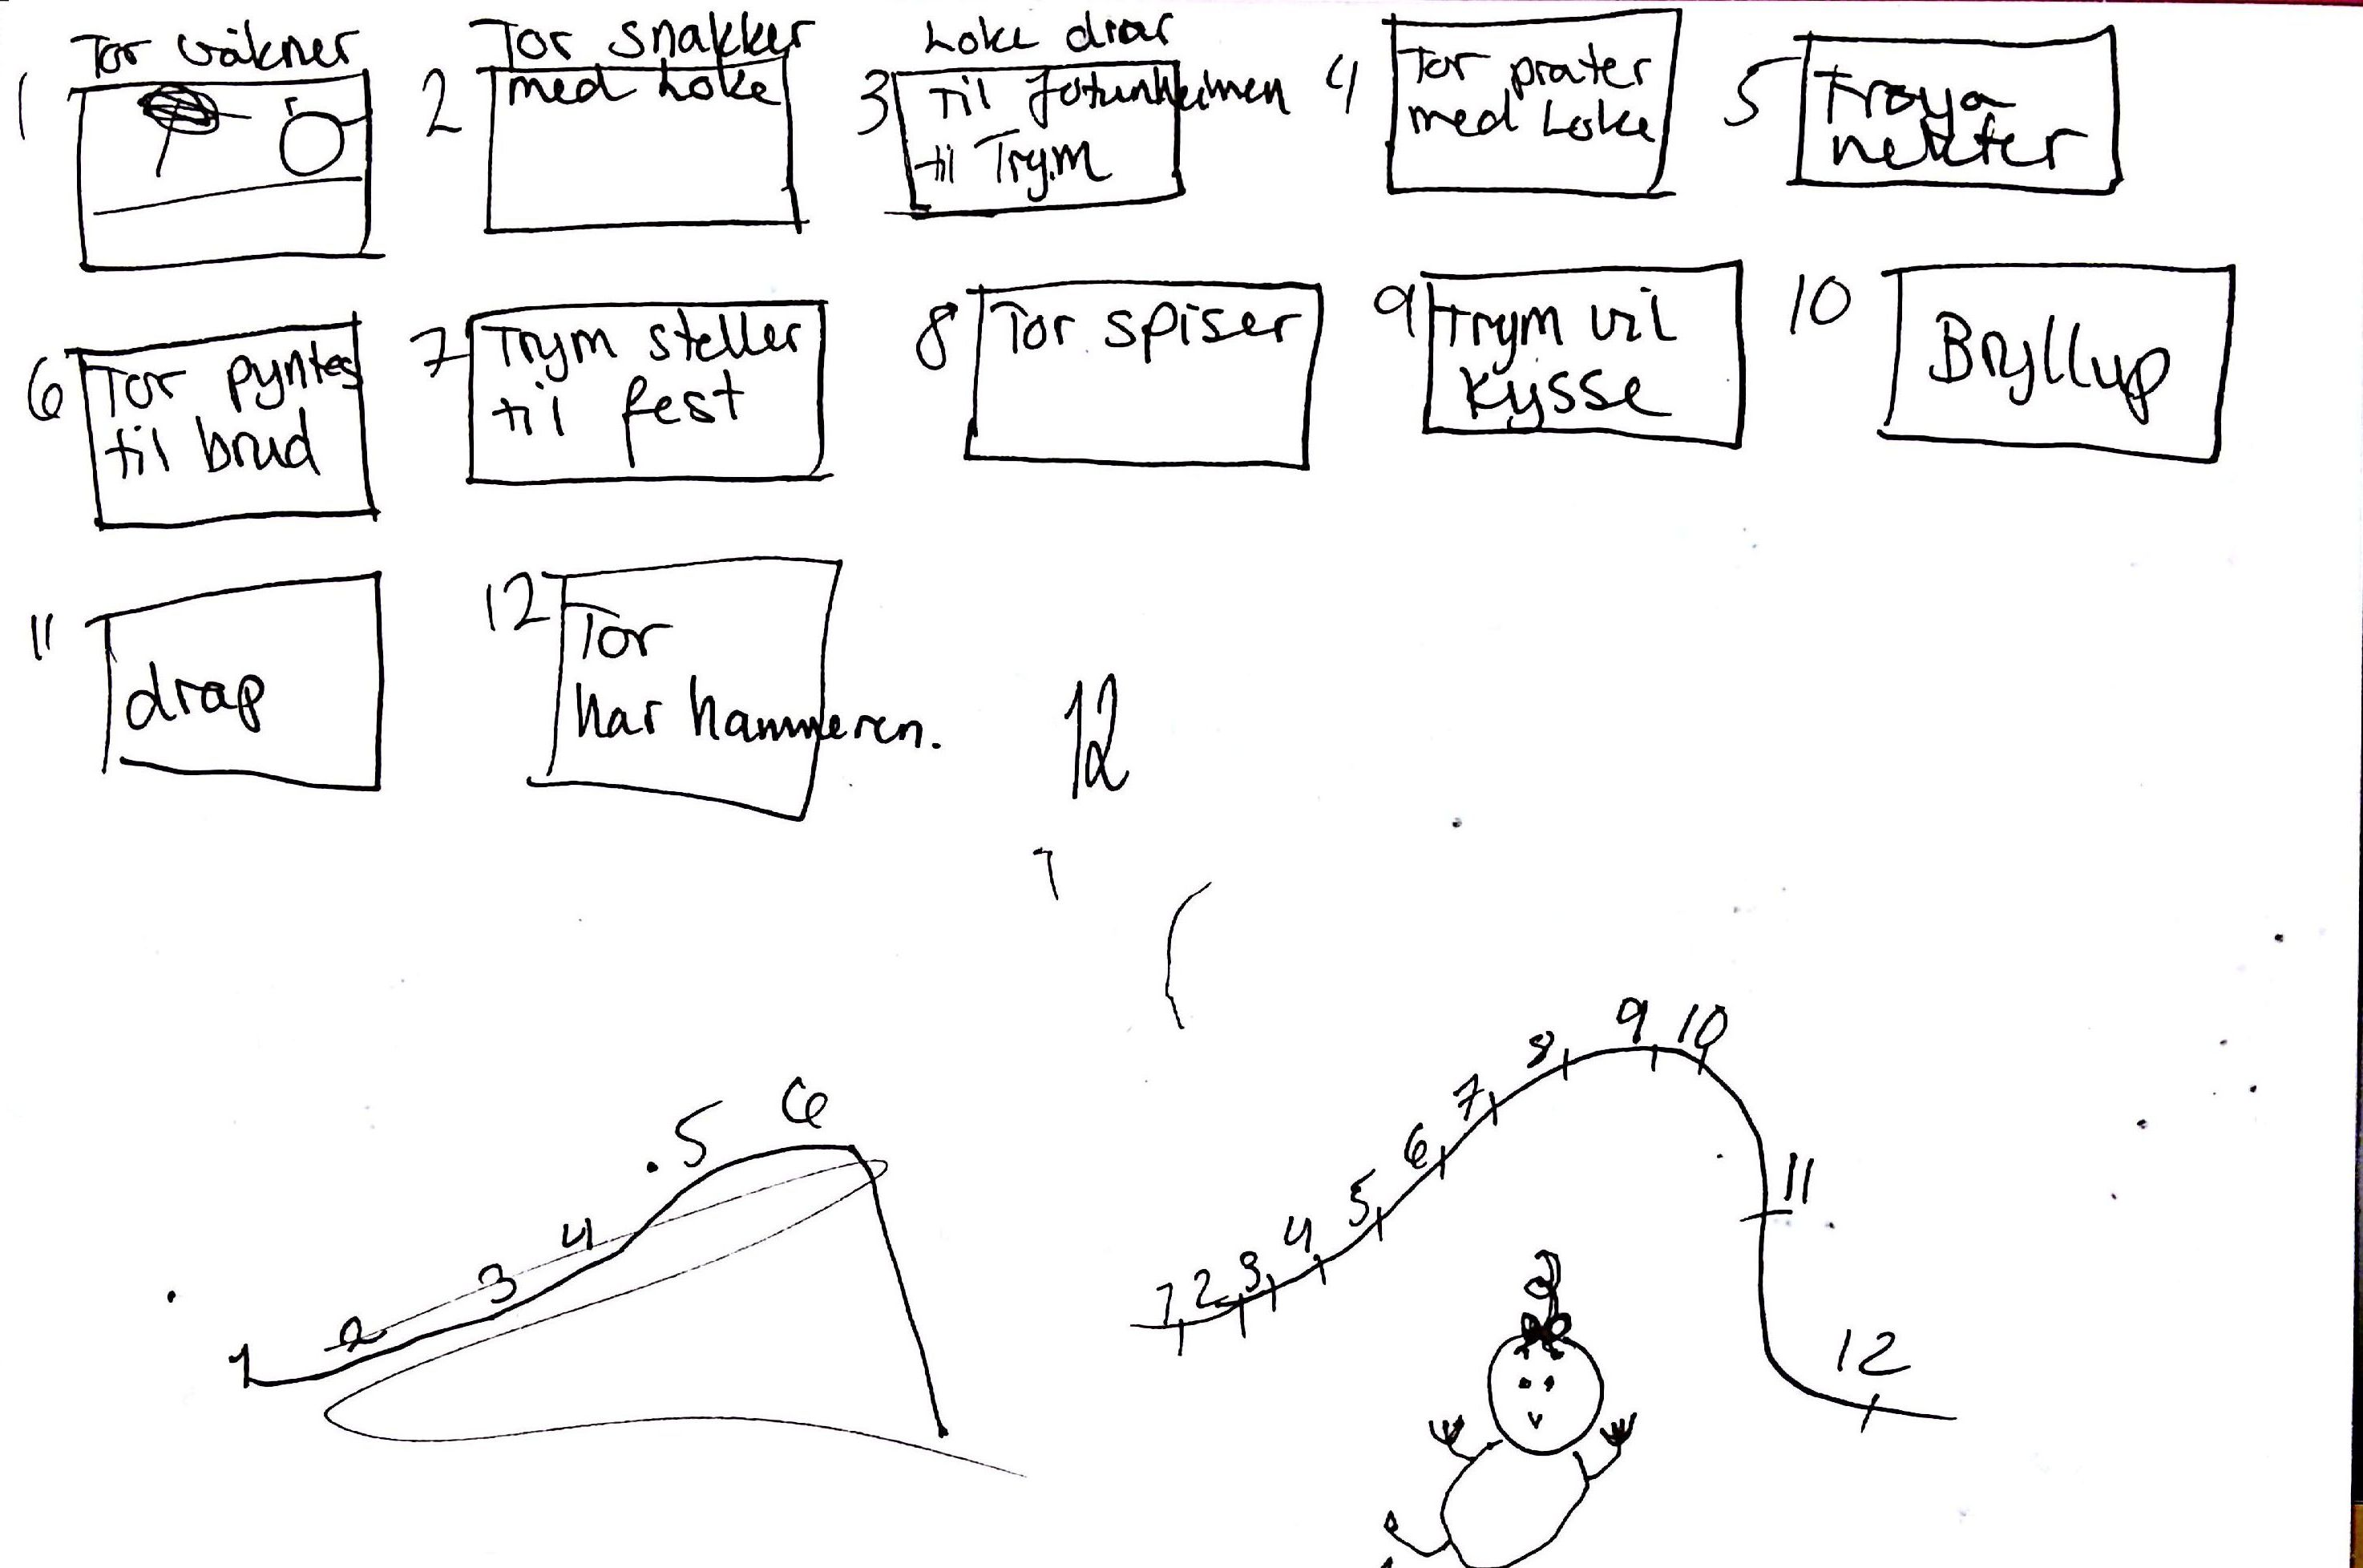 1 Tor våkner
2 Tor snakker
med Loke
3 Loke drar
til Jotunheimen
til Trym
4 Tor prater
med Loke
5 Frøya
nekter
6 Tor pyntes
til brud
7 Trym steller
til fest
8 Tor spiser
9 Trym vil
kysse
10 Bryllup
11 drap
12 Tor
har hammeren.
12
1 2 3 4 5 6
1 2 3 4 5 6 7 8 9 10 11 12